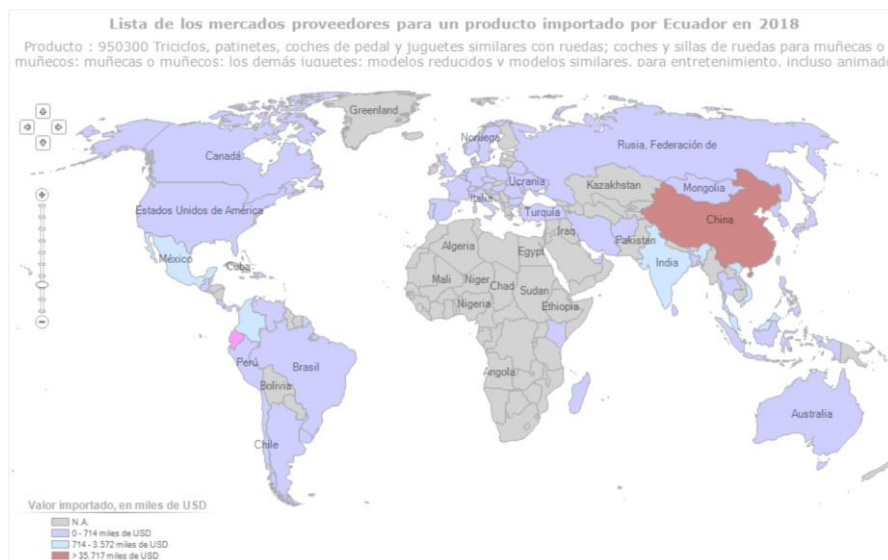 Lista de los mercados proveedores para un producto importado por Ecuador en 2018
Producto : 950300 Triciclos, patinetes, coches de pedal y juguetes similares con ruedas; coches y sillas de ruedas para muñecas o
muñecos; muñecas o muñecos; los demás juguetes; modelos reducidos y modelos similares, para entretenimiento, incluso animado
Greenland
Noruega
Canadá
Rusia, Federación de
Ucrania
Kazakhstan
Mongolia
Estados Unidos de América
Italia
Turquía
China
México
Cuba
Iraq
Pakistan
Algeria
Egypt
India
Mali
Niger
Chad
Sudan
Nigeria
Ethiopia
Perú
Brasil
Angola
Bolivia
Australia
Chile
Valor importado, en miles de USD
N.A.
0 - 714 miles de USD
714 - 3.572 miles de USD
> 35.717 miles de USD